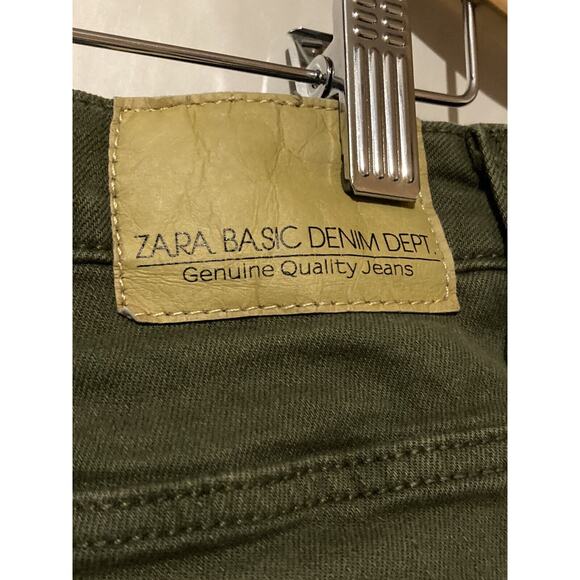 ZARA BASIC DENIM DEPT.
Genuine Quality Jeans